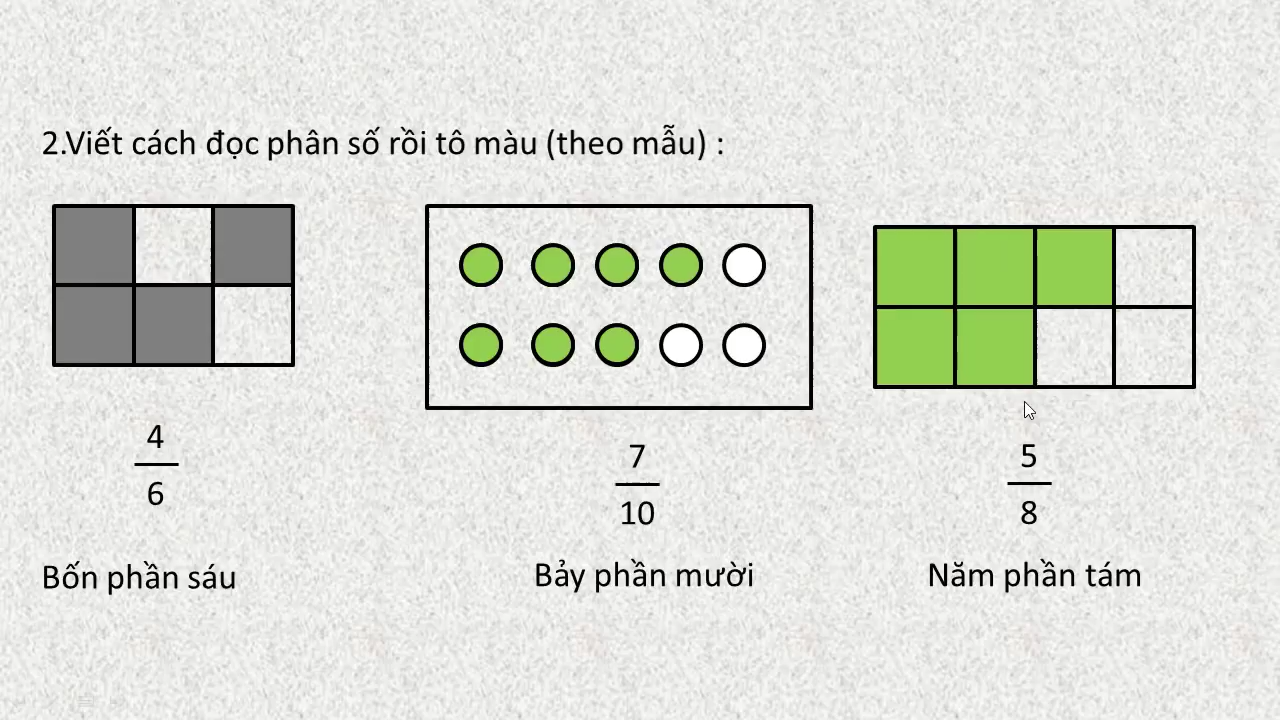 2.Viết cách đọc phân số rồi tô màu (theo mẫu) :
4
6
Bốn phần sáu
7
10
Bảy phần mười
5
8
Năm phần tám